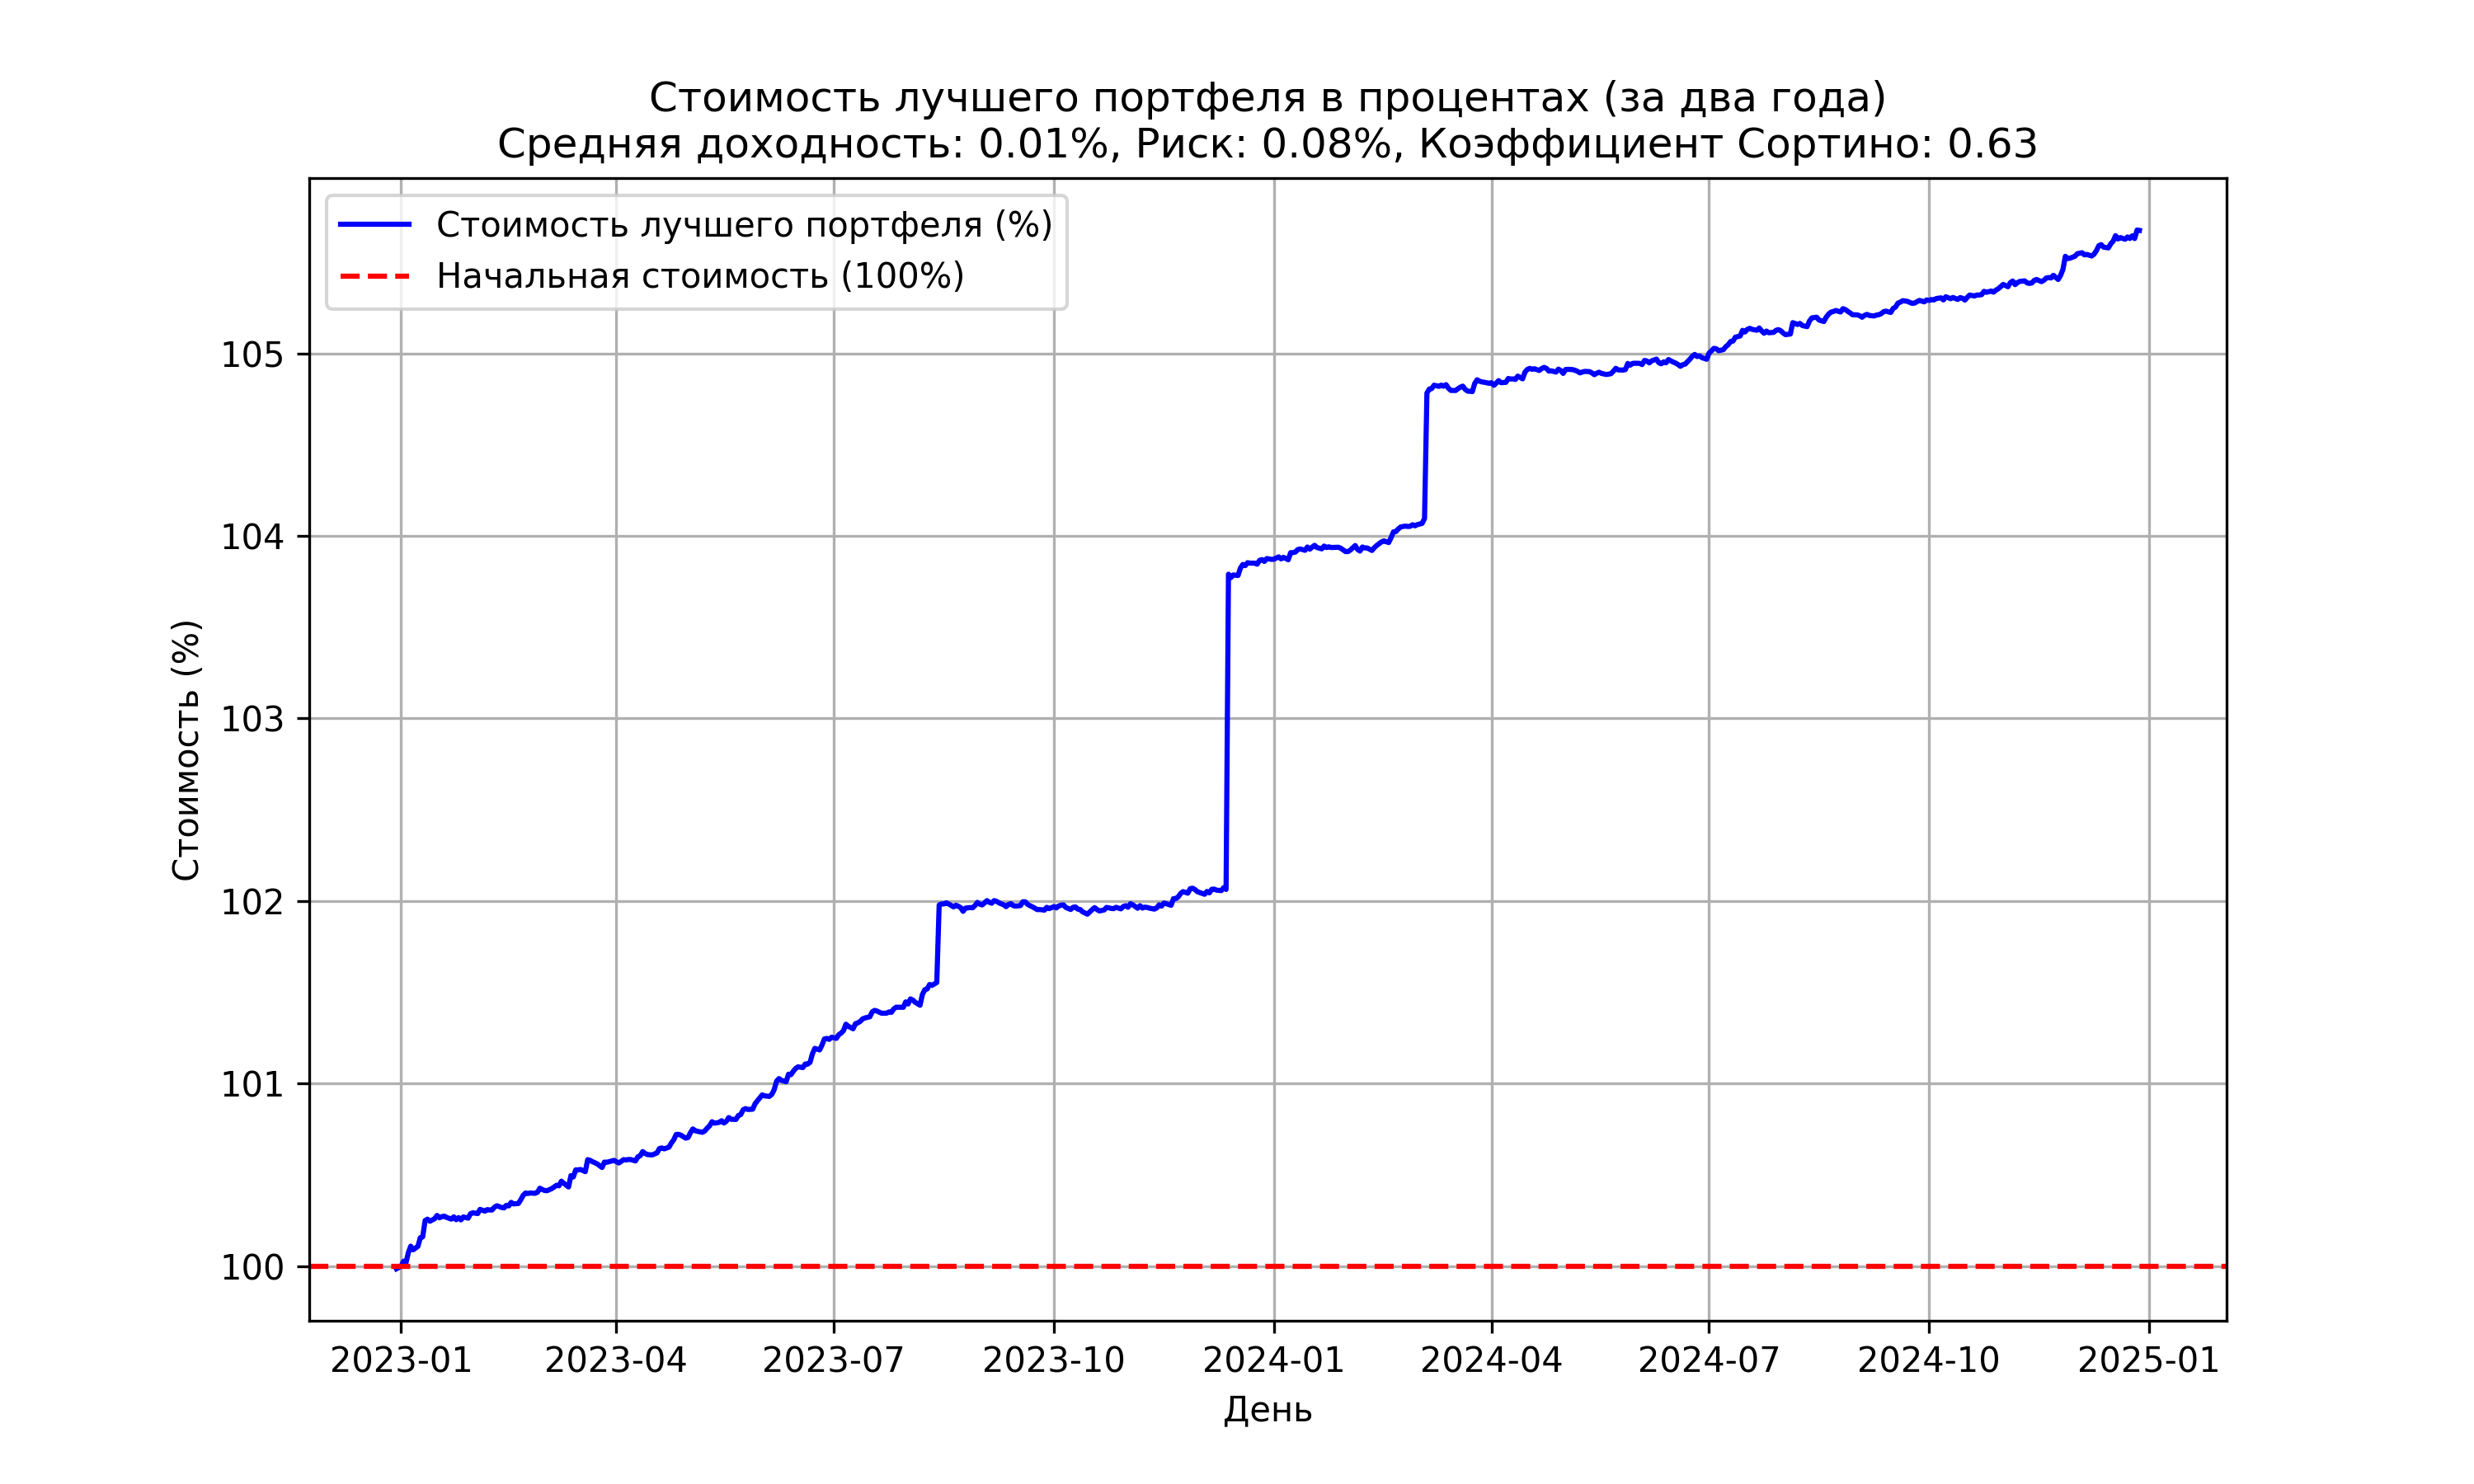 Стоимость лучшего портфеля в процентах (за два года)
Средняя доходность: 0.01%, Риск: 0.08%, Коэффициент Сортино: 0.63
Стоимость лучшего портфеля (%)
Начальная стоимость (100%)
Стоимость (%)
105
104
103
102
101
100
2023-01 2023-04 2023-07 2023-10 2024-01 2024-04 2024-07 2024-10 2025-01
День